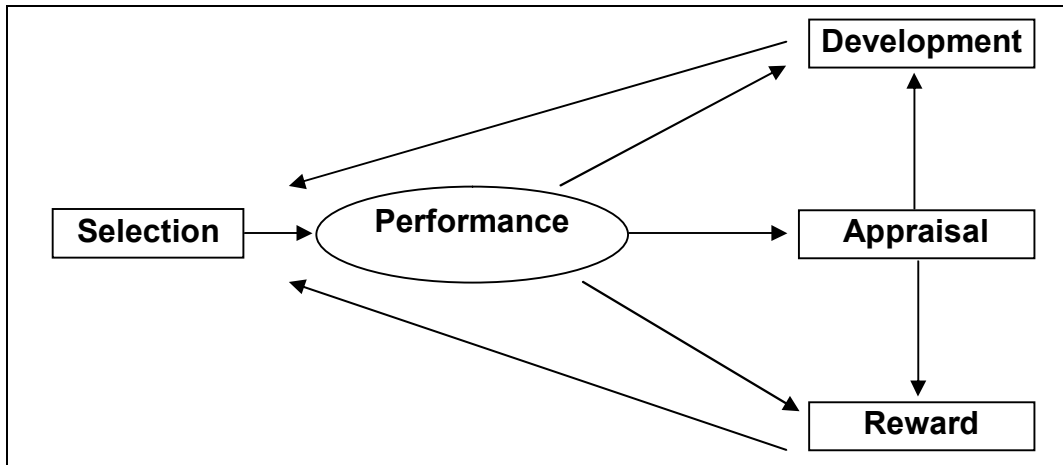 Development
Performance
Selection
Appraisal
Reward